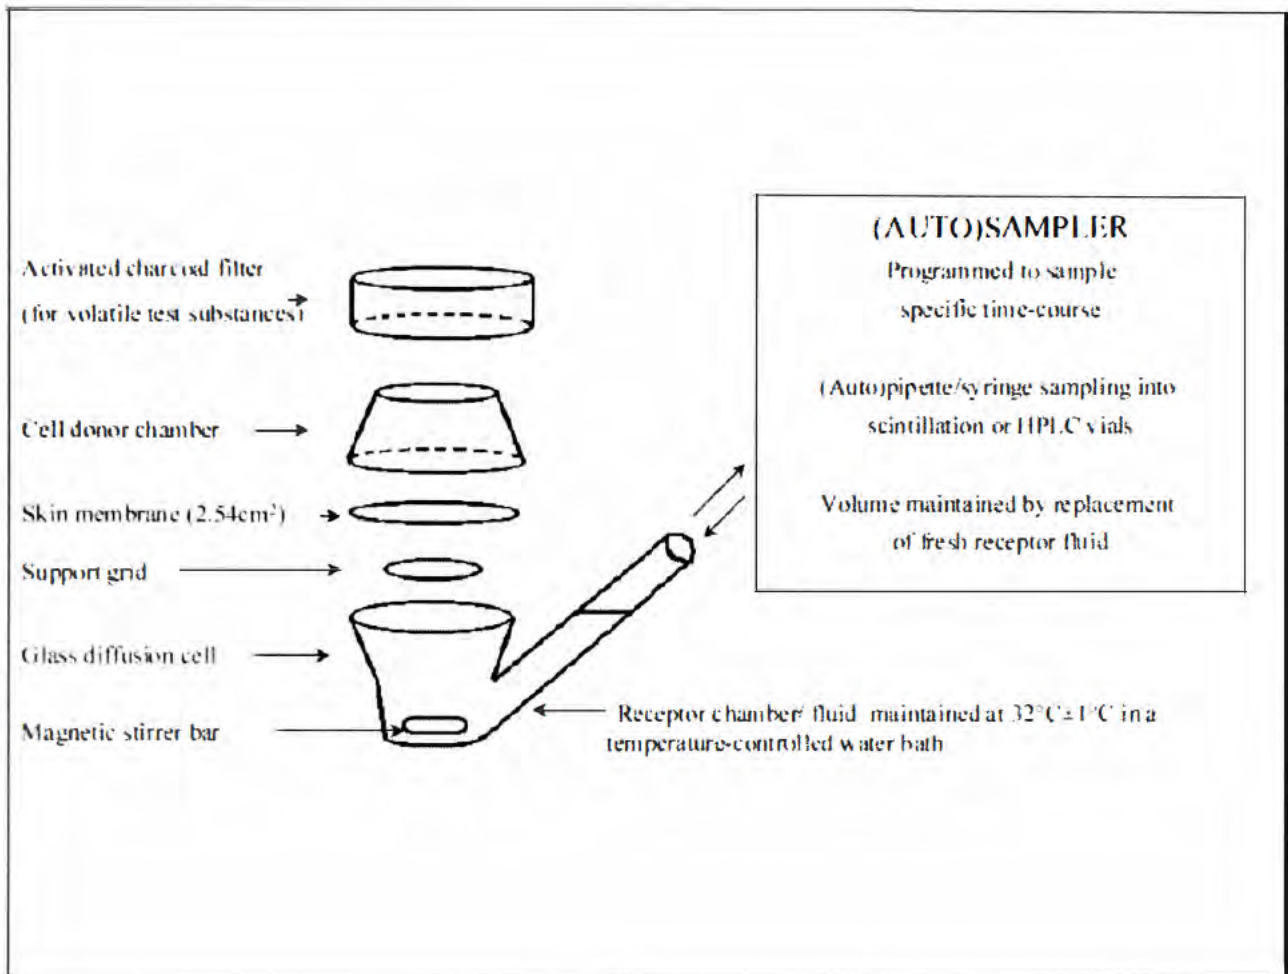 Activated charcoal filter
(for volatile test substances)
Cell donor chamber
Skin membrane (2.54cm²)
Support grid
Glass diffusion cell
Magnetic stirrer bar
(AUTO)SAMPLER
Programmed to sample
specific time-course
(Auto)pipette/syringe sampling into
scintillation or HPLC vials
Volume maintained by replacement
of fresh receptor fluid
Receptor chamber/ fluid maintained at 32°C±1°C in a
temperature-controlled water bath